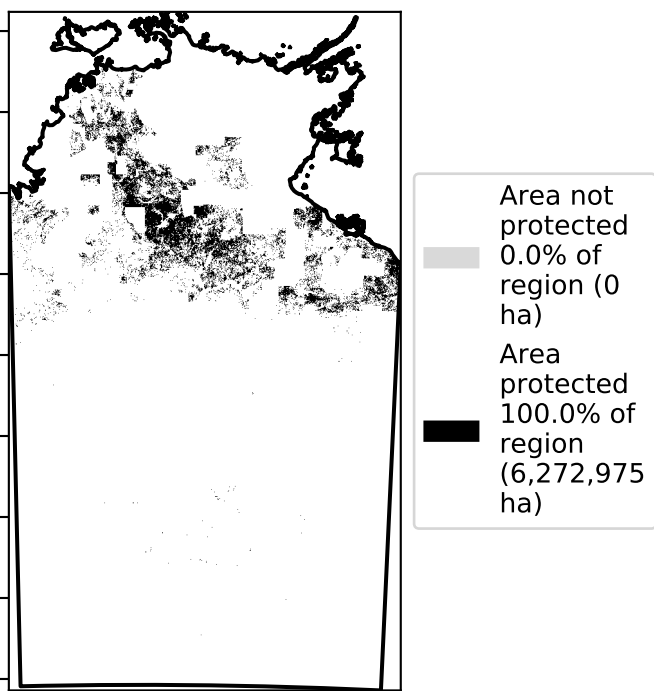 Area not
protected
0.0% of
region (0
ha)
Area
protected
100.0% of
region
(6,272,975
ha)